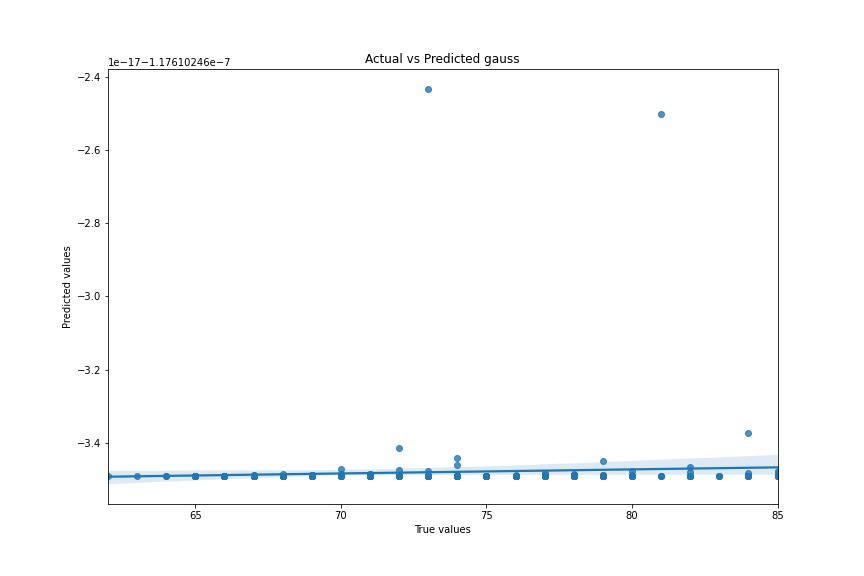 Actual vs Predicted gauss
1e−17−1.17610246e−7
−2.4
−2.6
−2.8
−3.0
−3.2
−3.4
Predicted values
65 70 75 80 85
True values